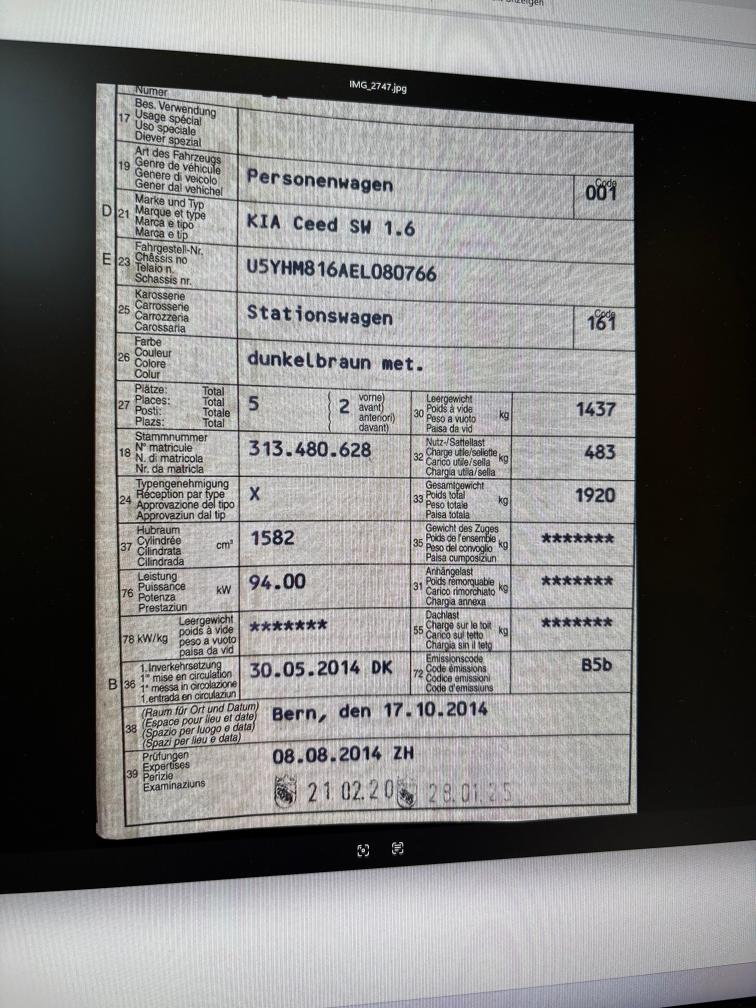 IMG_2747.jpg
Numer
17 Bes. Verwendung
Usage spécial
Uso speciale
Diever spezial
19 Art des Fahrzeugs
Genre de véhicule
Genere di veicolo
Gener dal vehichel
Personenwagen
Code
001
D 21 Marke und Typ
Marque et type
Marca e tipo
Marca e tip
KIA Ceed SW 1.6
E 23 Fahrgestell-Nr.
Châssis no
Telaio n.
Schassis nr.
U5YHM816AEL080766
25 Karosserie
Carrosserie
Carrozzeria
Carossaria
Stationswagen
Code
161
26 Farbe
Couleur
Colore
Colur
dunkelbraun met.
27 Plätze: Total
Places: Total
Posti: Totale
Plazs: Total
5
2 vorne)
avant)
anteriori)
davant)
30 Leergewicht
Poids à vide
Peso a vuoto
Paisa da vid
kg
1437
18 Stammnummer
N° matricule
N. di matricola
Nr. da matricla
313.480.628
32 Nutz-/Sattellast
Charge utile/sellette
Carico utile/sella
Chargia utila/sella
kg
483
24 Typengenehmigung
Réception par type
Approvazione del tipo
Approvaziun dal tip
X
33 Gesamtgewicht
Poids total
Peso totale
Paisa totala
kg
1920
37 Hubraum
Cylindrée
Cilindrata
Cilindrada
cm³
1582
35 Gewicht des Zuges
Poids de l'ensemble
Peso del convoglio
Paisa cumposiziun
kg
*******
76 Leistung
Puissance
Potenza
Prestaziun
kW
94.00
31 Anhängelast
Poids remorquable
Carico rimorchiato
Chargia annexa
kg
*******
78 kW/kg Leergewicht
poids à vide
peso a vuoto
paisa da vid
*******
55 Dachlast
Charge sur le toit
Carico sul tetto
Chargia sin il tetg
kg
*******
B 36 1. Inverkehrsetzung
1re mise en circulation
1a messa in circolazione
1. entrada en circulaziun
30.05.2014 DK
72 Emissionscode
Code émissions
Codice emissioni
Code d'emissiuns
B5b
38 (Raum für Ort und Datum)
(Espace pour lieu et date)
(Spazio per luogo e data)
(Spazi per lieu e data)
Bern, den 17.10.2014
39 Prüfungen
Expertises
Perizie
Examinaziuns
08.08.2014 ZH
21 02.20 28.01.25